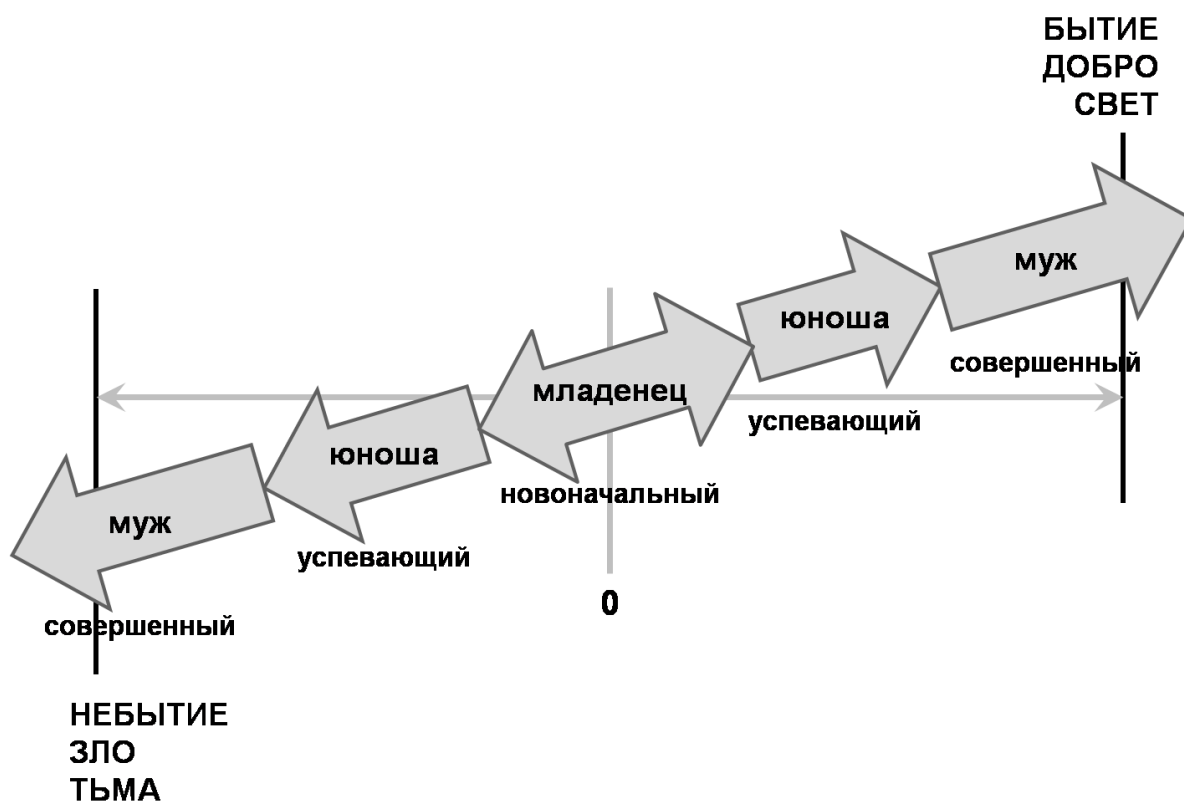 БЫТИЕ
ДОБРО
СВЕТ
муж
юноша
совершенный
младенец
успевающий
юноша
новоначальный
муж
успевающий
0
совершенный
НЕБЫТИЕ
ЗЛО
ТЬМА